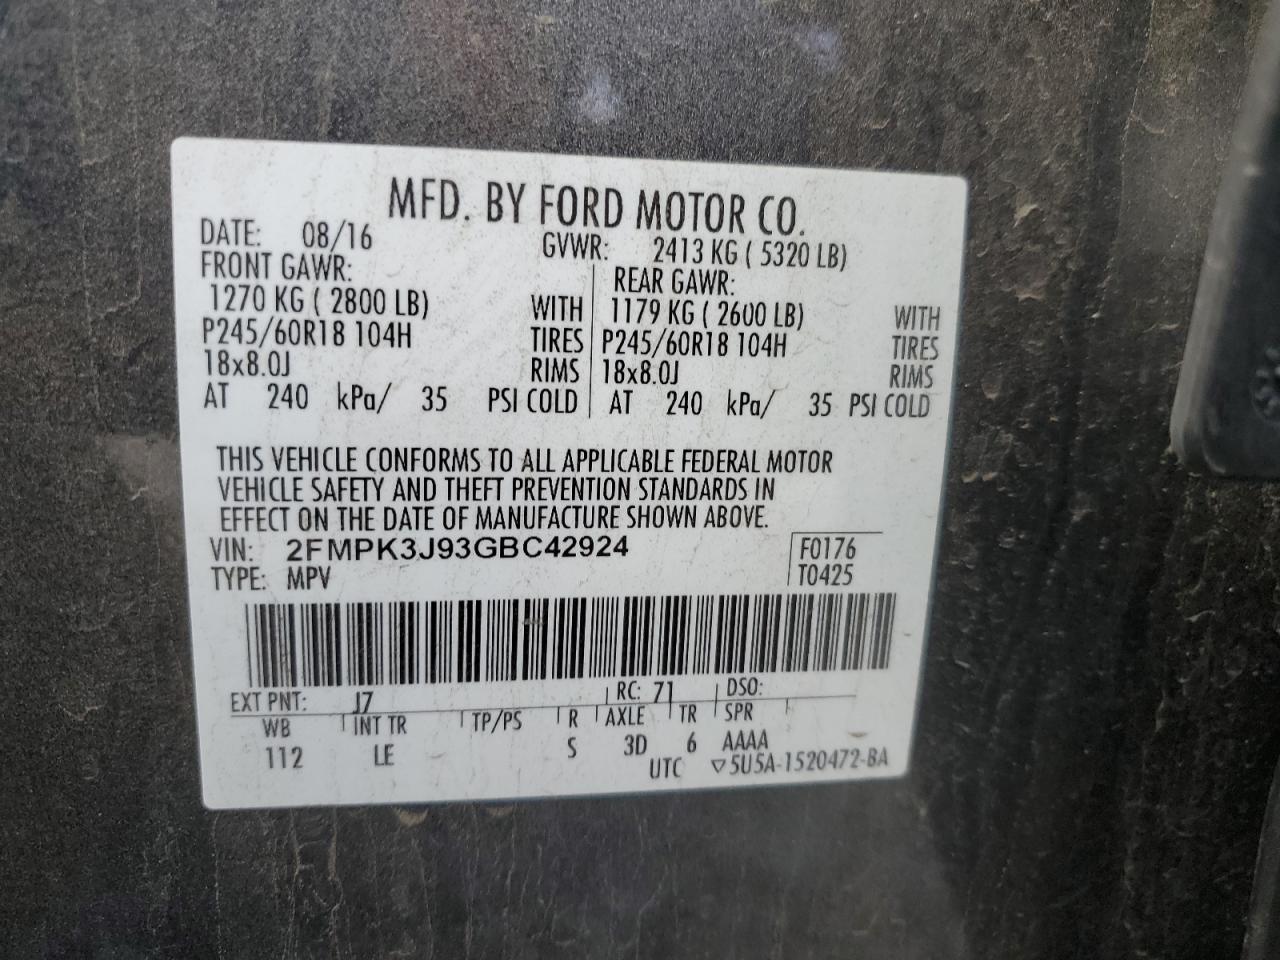 MFD. BY FORD MOTOR CO.
DATE: 08/16 GVWR: 2413 KG ( 5320 LB)
FRONT GAWR: REAR GAWR:
1270 KG ( 2800 LB) WITH 1179 KG ( 2600 LB) WITH
P245/60R18 104H TIRES P245/60R18 104H TIRES
18x8.0J RIMS 18x8.0J RIMS
AT 240 kPa/ 35 PSI COLD AT 240 kPa/ 35 PSI COLD
THIS VEHICLE CONFORMS TO ALL APPLICABLE FEDERAL MOTOR
VEHICLE SAFETY AND THEFT PREVENTION STANDARDS IN
EFFECT ON THE DATE OF MANUFACTURE SHOWN ABOVE.
VIN: 2FMPK3J93GBC42924 F0176
TYPE: MPV T0425
EXT PNT: J7 RC: 71 DSO:
WB INT TR TP/PS R AXLE TR SPR
112 LE S 3D 6 AAAA
UTC ▽5U5A-1520472-BA